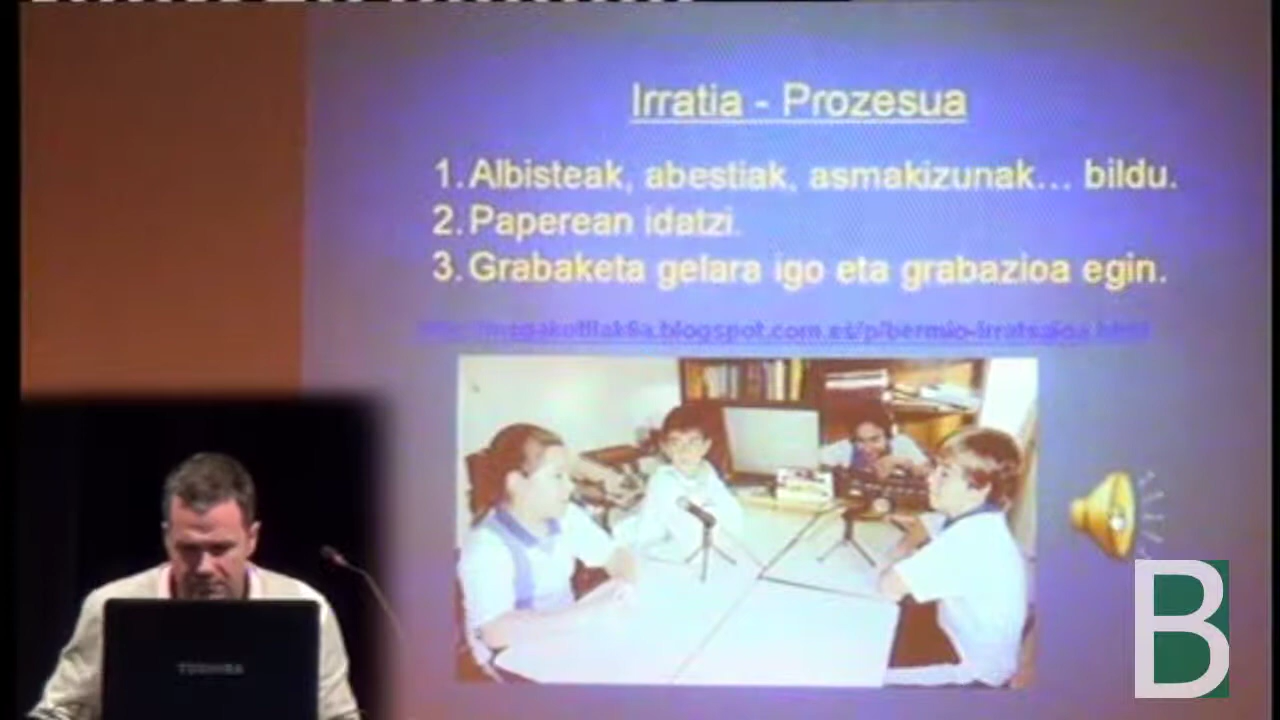 Irratia - Prozesua
1. Albisteak, abestiak, asmakizunak... bildu.
2. Paperean idatzi.
3. Grabaketa gelara igo eta grabazioa egin.
TOSHIBA
B